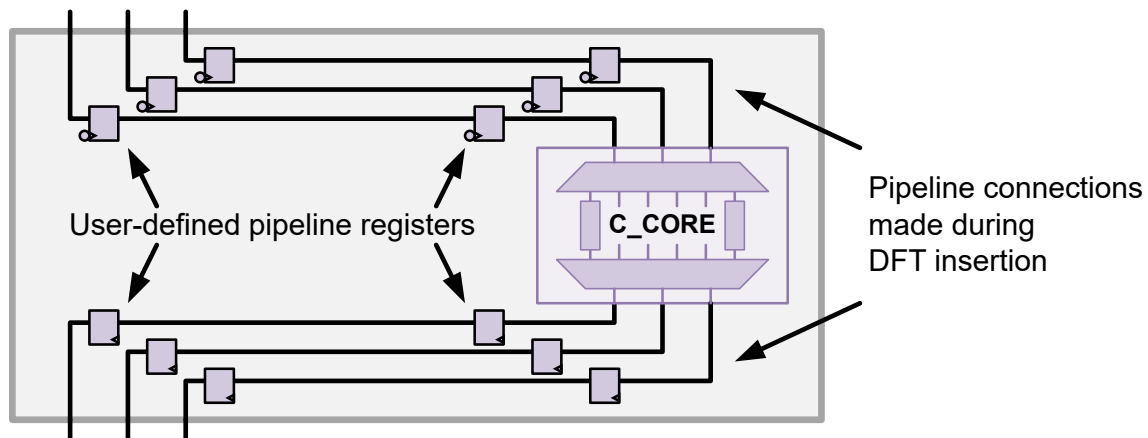 User-defined pipeline registers
C_CORE
Pipeline connections
made during
DFT insertion